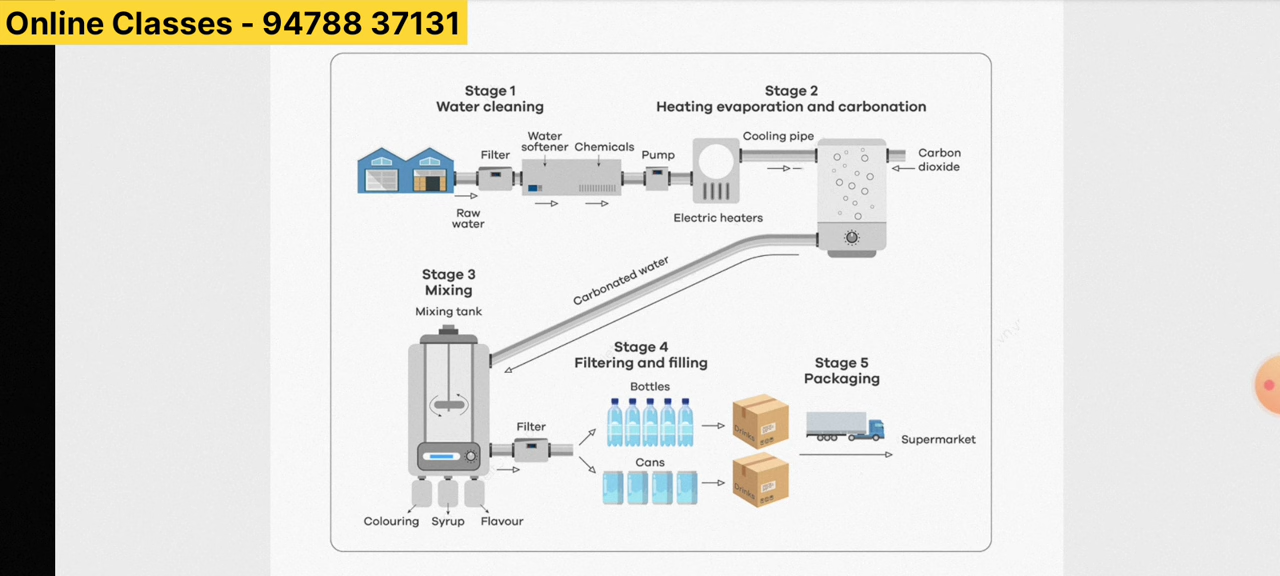 Online Classes - 94788 37131
Stage 1
Water cleaning
Stage 2
Heating evaporation and carbonation
Filter
Water
softener
Chemicals
Pump
Cooling pipe
Carbon
dioxide
Raw
water
Electric heaters
Carbonated water
Stage 3
Mixing
Mixing tank
Stage 4
Filtering and filling
Bottles
Stage 5
Packaging
Filter
Drinks
Supermarket
Cans
Drinks
Colouring
Syrup
Flavour